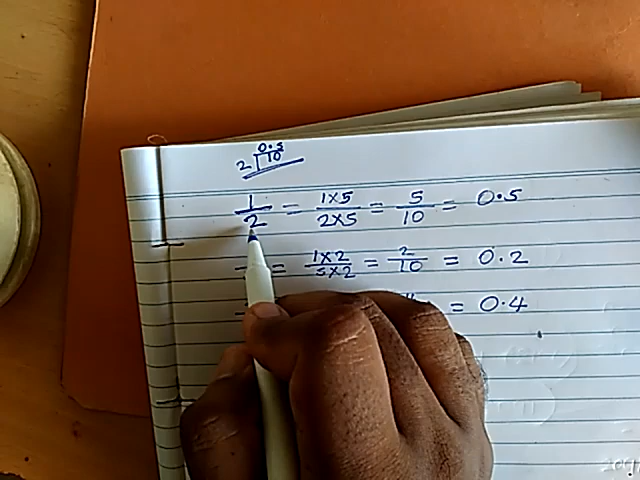 0.5
2 10
1/2 = 1×5/2×5 = 5/10 = 0.5
= 1×2/5×2 = 2/10 = 0.2
= 0.4